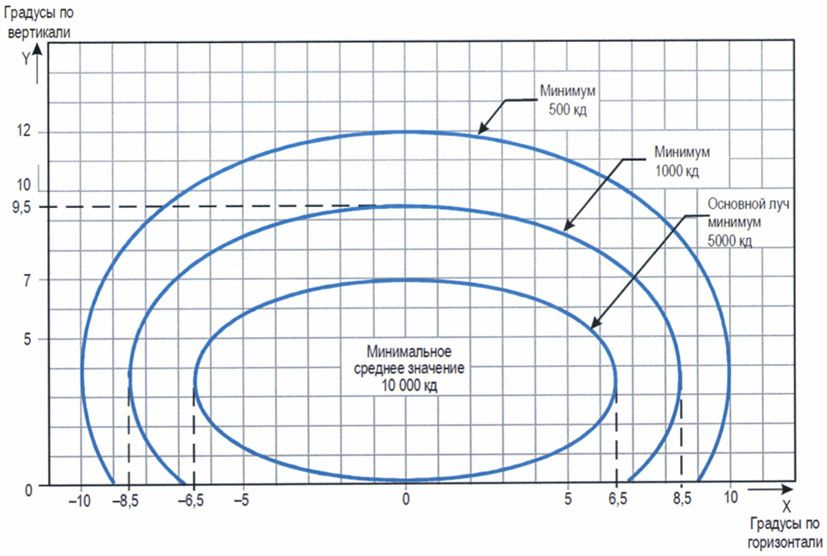 Градусы по
вертикали
Y
Минимум
500 кд
12
Минимум
1000 кд
10
9,5
Основной луч
минимум
5000 кд
7
5
Минимальное
среднее значение
10 000 кд
0
–10
–8,5
–6,5
–5
0
5
6,5
8,5
10
X
Градусы по
горизонтали